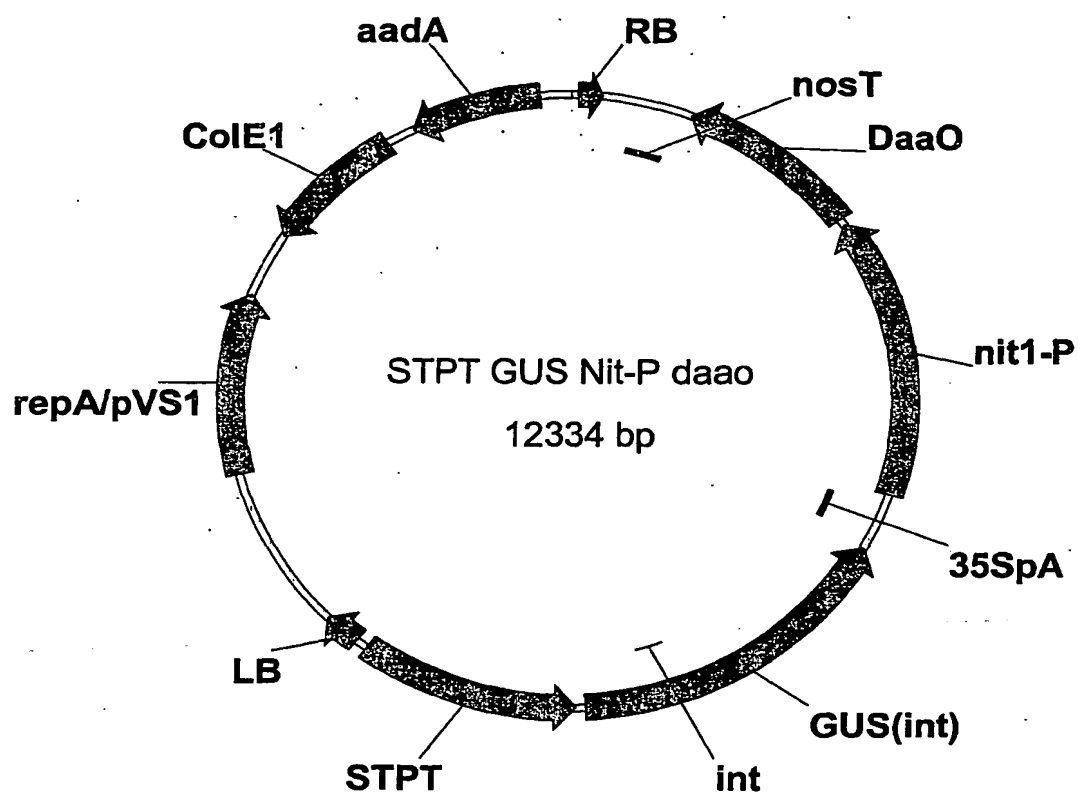 aadA
RB
nosT
DaaO
ColE1
nit1-P
STPT GUS Nit-P daao
12334 bp
repA/pVS1
35SpA
LB
GUS(int)
STPT
int